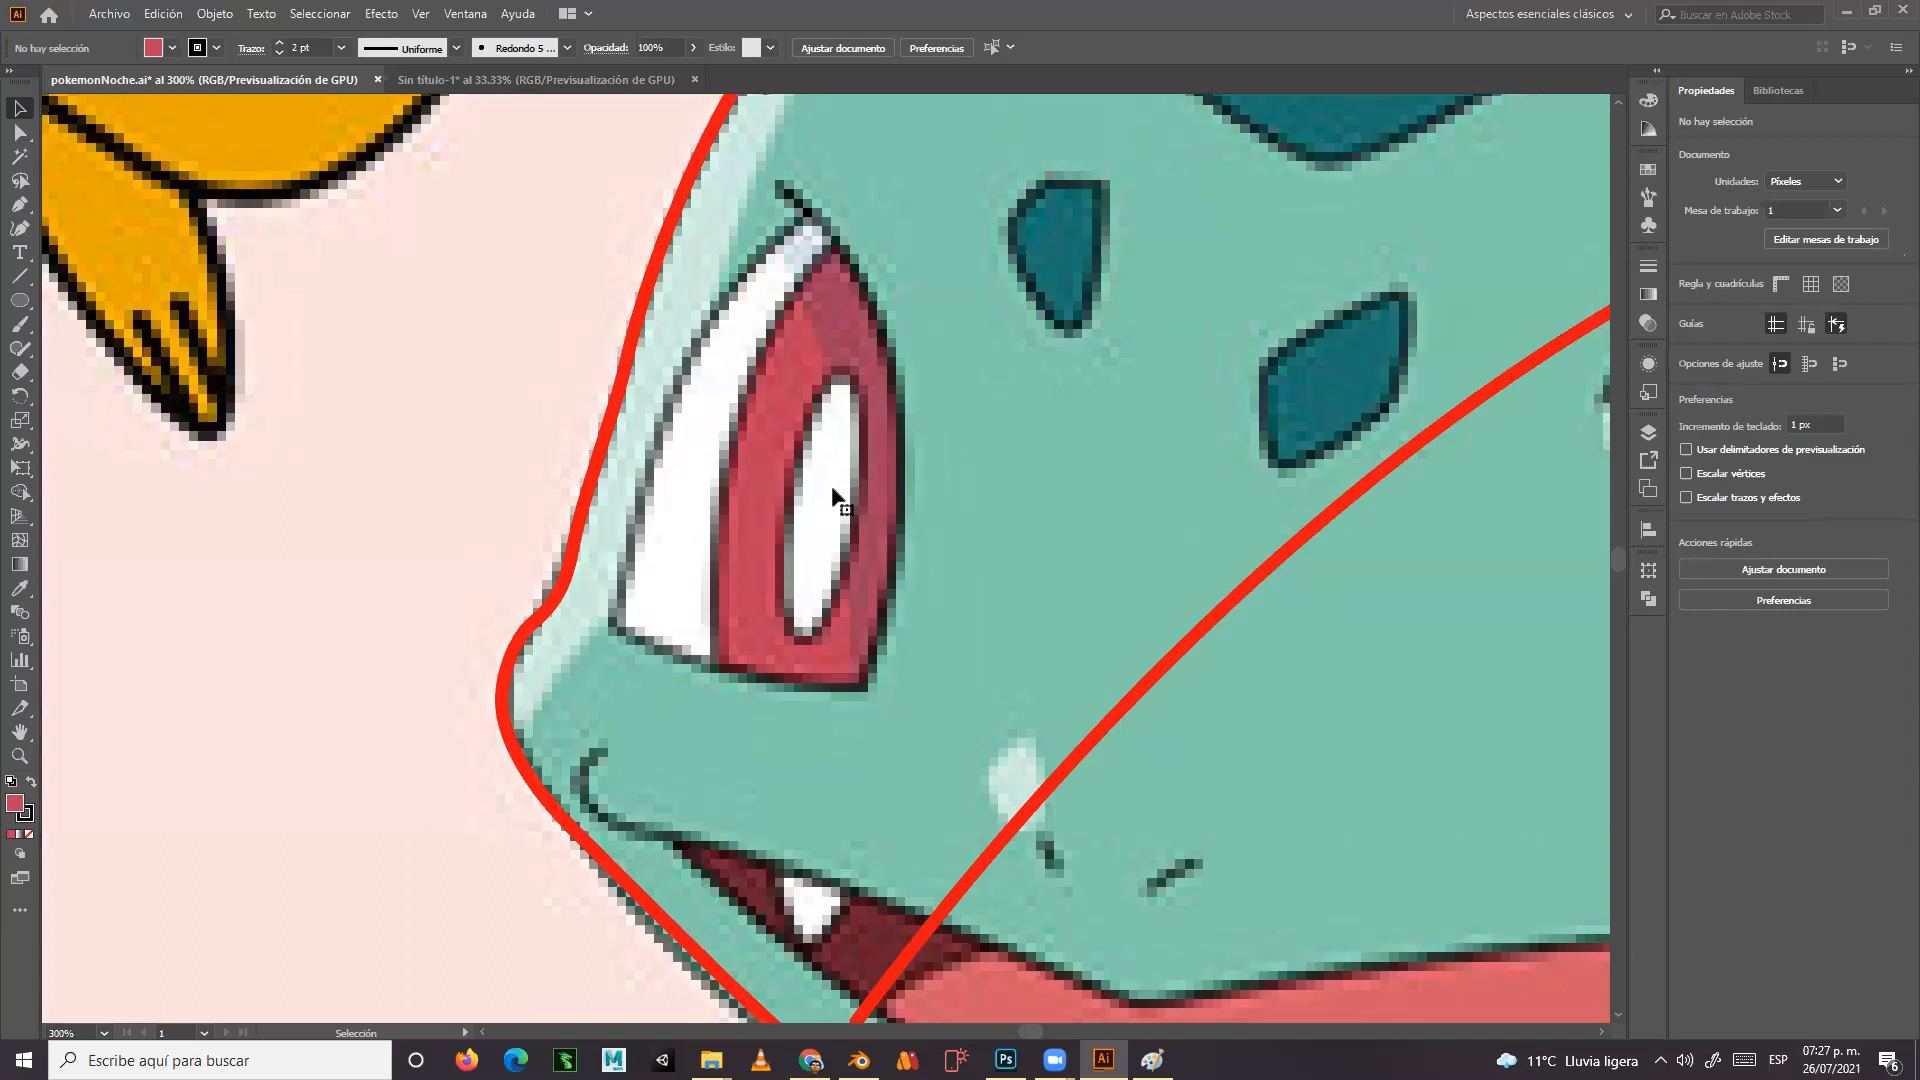 Ai Archivo Edición Objeto Texto Seleccionar Efecto Ver Ventana Ayuda Aspectos esenciales clásicos Buscar en Adobe Stock
No hay selección Trazo: 2 pt Uniforme Redondo 5 ... Opacidad: 100% Estilo: Ajustar documento Preferencias
pokemonNoche.ai* al 300% (RGB/Previsualización de GPU) × Sin título-1* al 33.33% (RGB/Previsualización de GPU) ×
Propiedades Bibliotecas
No hay selección
Documento
Unidades: Píxeles
Mesa de trabajo: 1
Editar mesas de trabajo
Regla y cuadrículas
Guías
Opciones de ajuste
Preferencias
Incremento de teclado: 1 px
Usar delimitadores de previsualización
Escalar vértices
Escalar trazos y efectos
Acciones rápidas
Ajustar documento
Preferencias
300% 1 Selección
Escribe aquí para buscar
M Ps Ai
11°C Lluvia ligera ESP
07:27 p. m.
26/07/2021
6